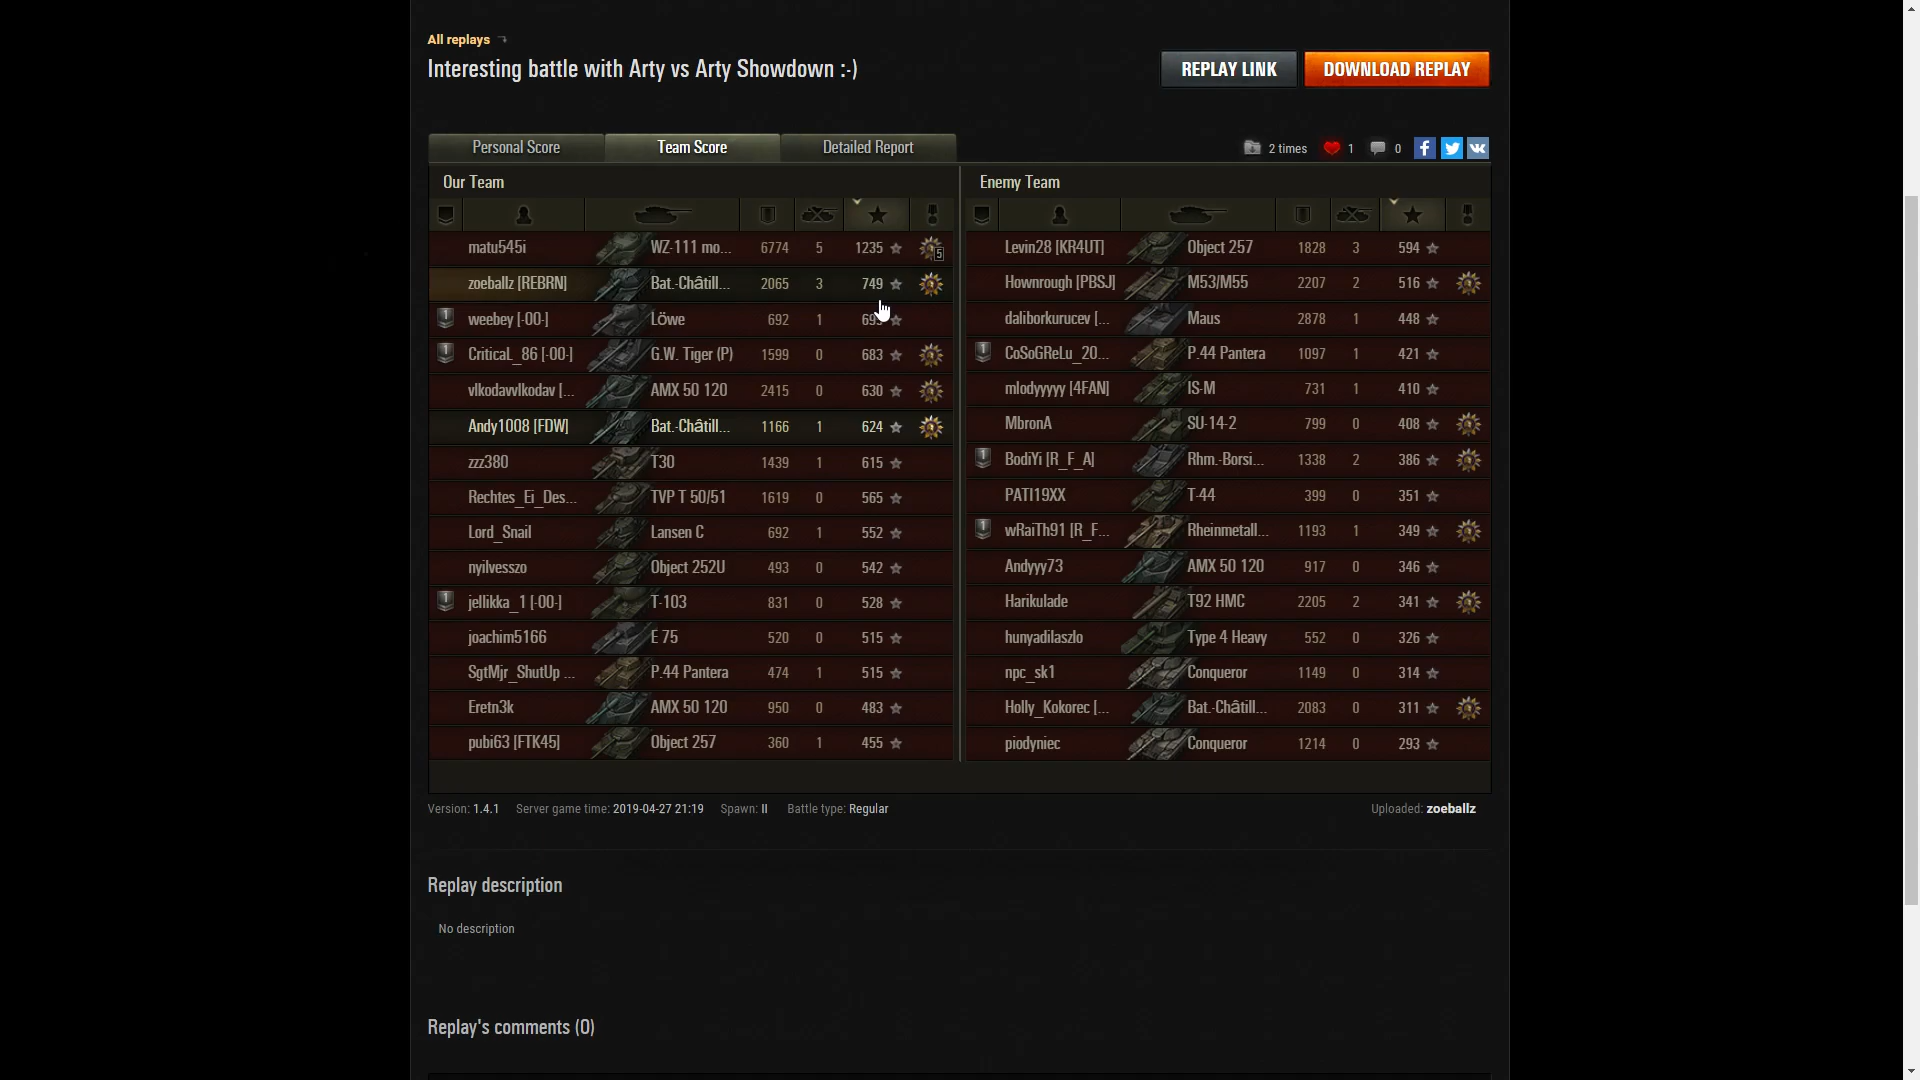 All replays
Interesting battle with Arty vs Arty Showdown :-)
REPLAY LINK
DOWNLOAD REPLAY
Personal Score
Team Score
Detailed Report
2 times
1
0
Our Team
matu545i WZ-111 mo... 6774 5 1235 5
zoeballz [REBRN] Bat.-Châtill... 2065 3 749
1 weebey [-00-] Löwe 692 1
1 CriticaL_86 [-00-] G.W. Tiger (P) 1599 0 683
vlkodavvlkodav [... AMX 50 120 2415 0 630
Andy1008 [FDW] Bat.-Châtill... 1166 1 624
zzz380 T30 1439 1 615
Rechtes_Ei_Des... TVP T 50/51 1619 0 565
Lord_Snail Lansen C 692 1 552
nyilvesszo Object 252U 493 0 542
1 jellikka_1 [-00-] T-103 831 0 528
joachim5166 E 75 520 0 515
SgtMjr_ShutUp ... P.44 Pantera 474 1 515
Eretn3k AMX 50 120 950 0 483
pubi63 [FTK45] Object 257 360 1 455
Enemy Team
Levin28 [KR4UT] Object 257 1828 3 594
Hownrough [PBSJ] M53/M55 2207 2 516
daliborkurucev [... Maus 2878 1 448
1 CoSoGReLu_20... P.44 Pantera 1097 1 421
mlodyyyyy [4FAN] IS-M 731 1 410
MbronA SU-14-2 799 0 408
1 BodiYi [R_F_A] Rhm.-Borsi... 1338 2 386
PATI19XX T-44 399 0 351
1 wRaiTh91 [R_F... Rheinmetall... 1193 1 349
Andyyy73 AMX 50 120 917 0 346
Harikulade T92 HMC 2205 2 341
hunyadilaszlo Type 4 Heavy 552 0 326
npc_sk1 Conqueror 1149 0 314
Holly_Kokorec [... Bat.-Châtill... 2083 0 311
piodyniec Conqueror 1214 0 293
Version: 1.4.1 Server game time: 2019-04-27 21:19 Spawn: II Battle type: Regular
Uploaded: zoeballz
Replay description
No description
Replay's comments (0)